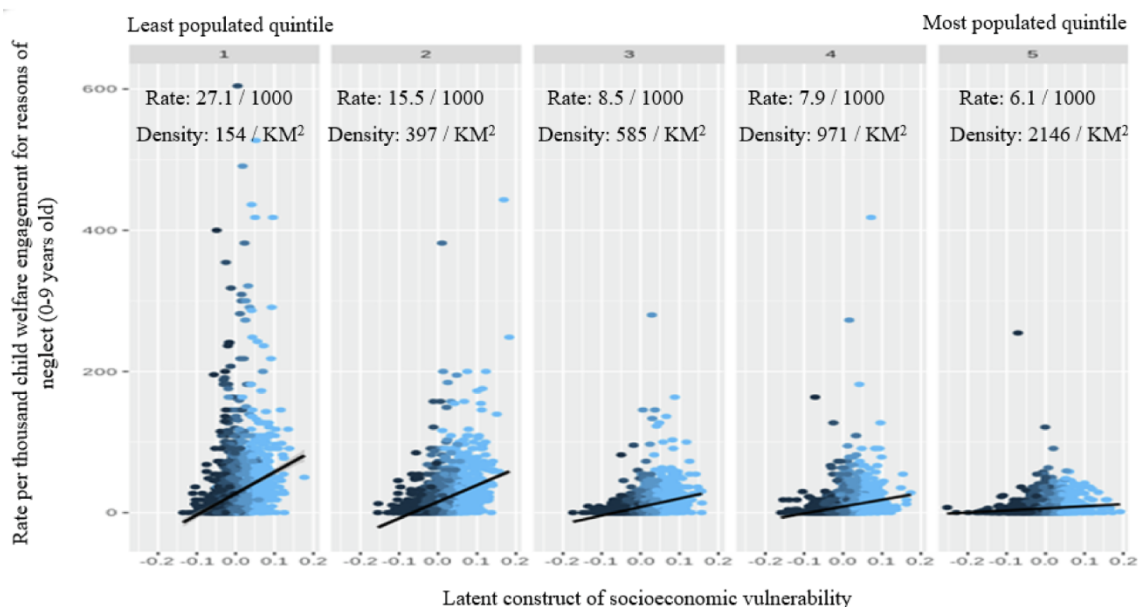 Least populated quintile
Most populated quintile
1
2
3
4
5
Rate: 27.1 / 1000
Density: 154 / KM²
Rate: 15.5 / 1000
Density: 397 / KM²
Rate: 8.5 / 1000
Density: 585 / KM²
Rate: 7.9 / 1000
Density: 971 / KM²
Rate: 6.1 / 1000
Density: 2146 / KM²
Rate per thousand child welfare engagement for reasons of
neglect (0-9 years old)
600
400
200
0
-0.2 -0.1 0.0 0.1 0.2
-0.2 -0.1 0.0 0.1 0.2
-0.2 -0.1 0.0 0.1 0.2
-0.2 -0.1 0.0 0.1 0.2
-0.2 -0.1 0.0 0.1 0.2
Latent construct of socioeconomic vulnerability